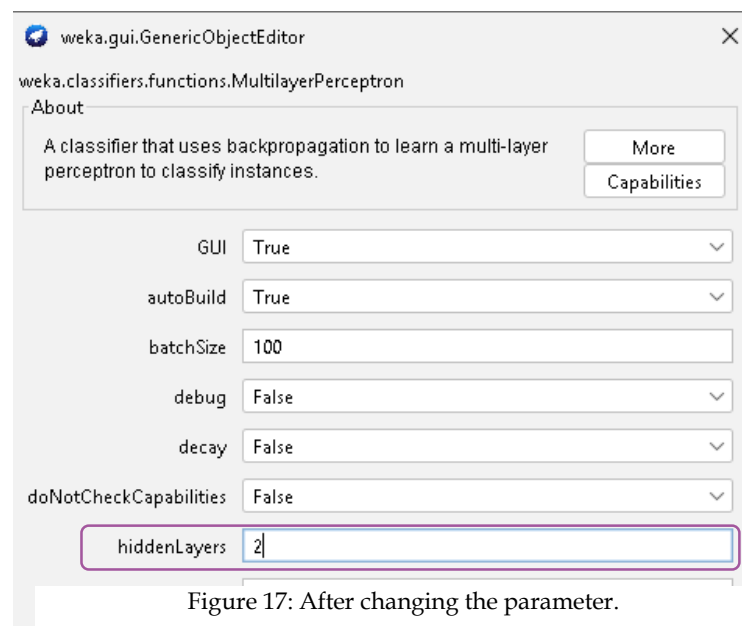 weka.gui.GenericObjectEditor
weka.classifiers.functions.MultilayerPerceptron
About
A classifier that uses backpropagation to learn a multi-layer
perceptron to classify instances.
More
Capabilities
GUI True
autoBuild True
batchSize 100
debug False
decay False
doNotCheckCapabilities False
hiddenLayers 2
Figure 17: After changing the parameter.